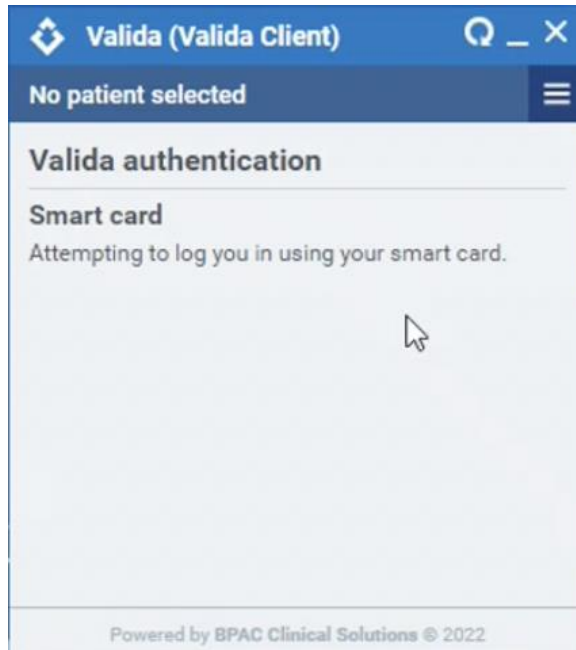 Valida (Valida Client)
No patient selected
Valida authentication
Smart card
Attempting to log you in using your smart card.
Powered by BPAC Clinical Solutions © 2022